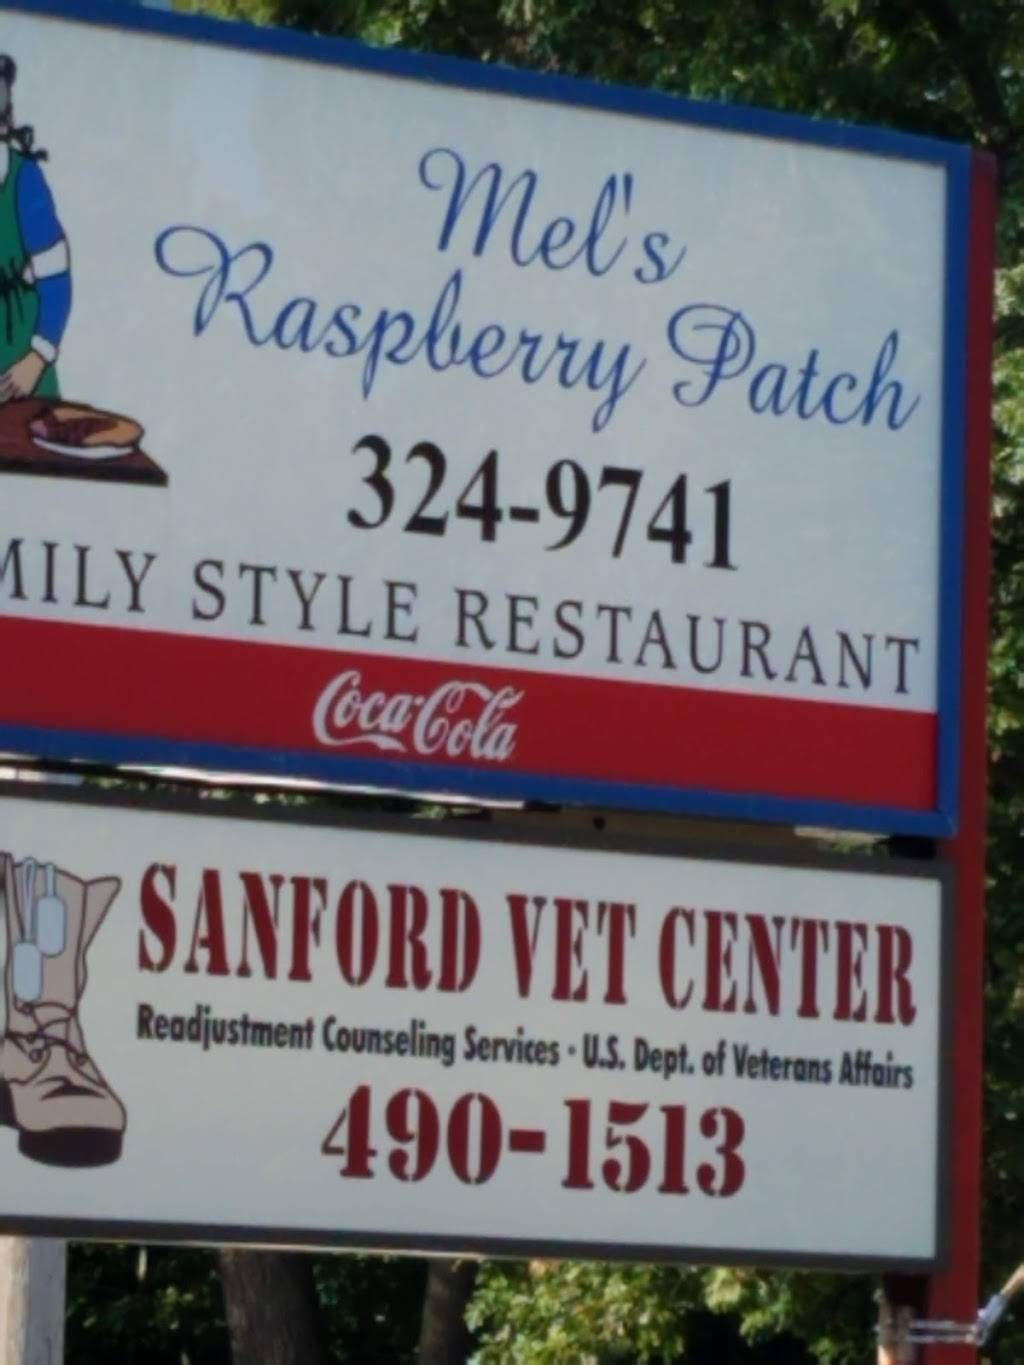 Mel's
Raspberry Patch
324-9741
MILY STYLE RESTAURANT
Coca-Cola
SANFORD VET CENTER
Readjustment Counseling Services · U.S. Dept. of Veterans Affairs
490-1513